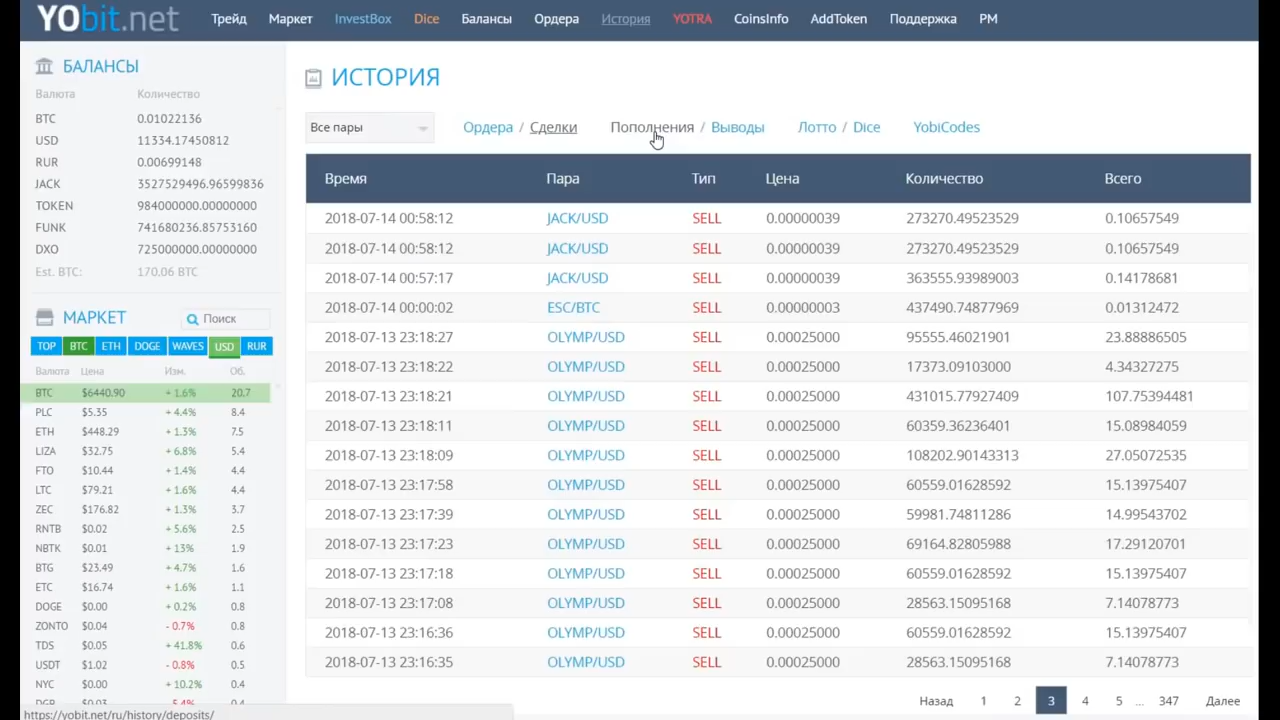 YObit.net Трейд Маркет InvestBox Dice Балансы Ордера История YOTRA CoinsInfo AddToken Поддержка PM
БАЛАНСЫ
Валюта Количество
BTC 0.01022136
USD 11334.17450812
RUR 0.00699148
JACK 3527529496.96599836
TOKEN 984000000.00000000
FUNK 741680236.85753160
DXO 725000000.00000000
Est. BTC: 170.06 BTC
МАРКЕТ Поиск
TOP BTC ETH DOGE WAVES USD RUR
Валюта Цена Изм. Об.
BTC $6440.90 + 1.6% 20.7
PLC $5.35 + 4.4% 8.4
ETH $448.29 + 1.3% 7.5
LIZA $32.75 + 6.8% 5.4
FTO $10.44 + 1.4% 4.4
LTC $79.21 + 1.6% 4.4
ZEC $176.82 + 1.3% 3.7
RNTB $0.02 + 5.6% 2.5
NBTK $0.01 + 13% 1.9
BTG $23.49 + 4.7% 1.6
ETC $16.74 + 1.6% 1.1
DOGE $0.00 + 0.2% 0.8
ZONTO $0.04 - 0.7% 0.8
TDS $0.05 + 41.8% 0.6
USDT $1.02 - 0.8% 0.5
NYC $0.00 + 10.2% 0.4
https://yobit.net/ru/history/deposits/
ИСТОРИЯ
Все пары Ордера / Сделки Пополнения / Выводы Лотто / Dice YobiCodes
Время Пара Тип Цена Количество Всего
2018-07-14 00:58:12 JACK/USD SELL 0.00000039 273270.49523529 0.10657549
2018-07-14 00:58:12 JACK/USD SELL 0.00000039 273270.49523529 0.10657549
2018-07-14 00:57:17 JACK/USD SELL 0.00000039 363555.93989003 0.14178681
2018-07-14 00:00:02 ESC/BTC SELL 0.00000003 437490.74877969 0.01312472
2018-07-13 23:18:27 OLYMP/USD SELL 0.00025000 95555.46021901 23.88886505
2018-07-13 23:18:22 OLYMP/USD SELL 0.00025000 17373.09103000 4.34327275
2018-07-13 23:18:21 OLYMP/USD SELL 0.00025000 431015.77927409 107.75394481
2018-07-13 23:18:11 OLYMP/USD SELL 0.00025000 60359.36236401 15.08984059
2018-07-13 23:18:09 OLYMP/USD SELL 0.00025000 108202.90143313 27.05072535
2018-07-13 23:17:58 OLYMP/USD SELL 0.00025000 60559.01628592 15.13975407
2018-07-13 23:17:39 OLYMP/USD SELL 0.00025000 59981.74811286 14.99543702
2018-07-13 23:17:23 OLYMP/USD SELL 0.00025000 69164.82805988 17.29120701
2018-07-13 23:17:18 OLYMP/USD SELL 0.00025000 60559.01628592 15.13975407
2018-07-13 23:17:08 OLYMP/USD SELL 0.00025000 28563.15095168 7.14078773
2018-07-13 23:16:36 OLYMP/USD SELL 0.00025000 60559.01628592 15.13975407
2018-07-13 23:16:35 OLYMP/USD SELL 0.00025000 28563.15095168 7.14078773
Назад 1 2 3 4 5 ... 347 Далее